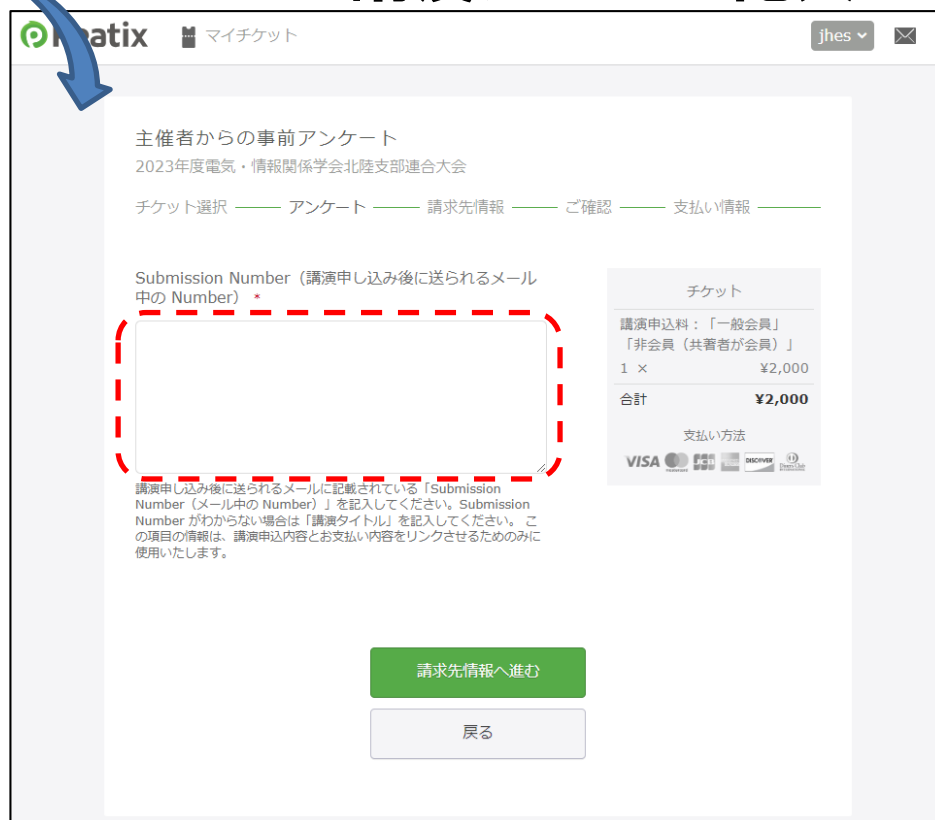 Peatix マイチケット jhes
主催者からの事前アンケート
2023年度電気・情報関係学会北陸支部連合大会
チケット選択 アンケート 請求先情報 ご確認 支払い情報
Submission Number（講演申し込み後に送られるメール
中の Number） *
チケット
講演申込料：「一般会員」
「非会員（共著者が会員）」
1 × ¥2,000
合計 ¥2,000
支払い方法
VISA DISCOVER
講演申し込み後に送られるメールに記載されている「Submission
Number（メール中の Number）」を記入してください。Submission
Number がわからない場合は「講演タイトル」を記入してください。 こ
の項目の情報は、講演申込内容とお支払い内容をリンクさせるためのみに
使用いたします。
請求先情報へ進む
戻る